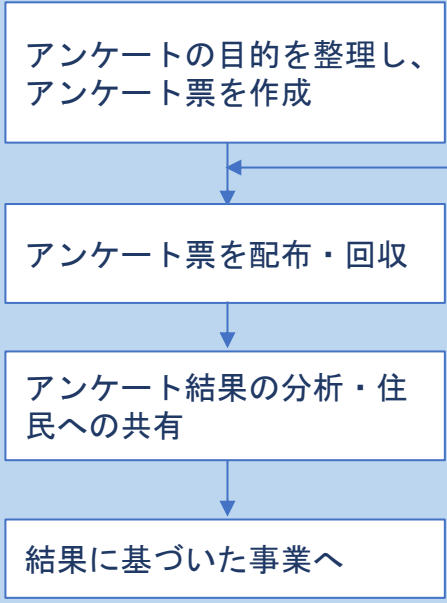 アンケートの目的を整理し、
アンケート票を作成
アンケート票を配布・回収
アンケート結果の分析・住
民への共有
結果に基づいた事業へ